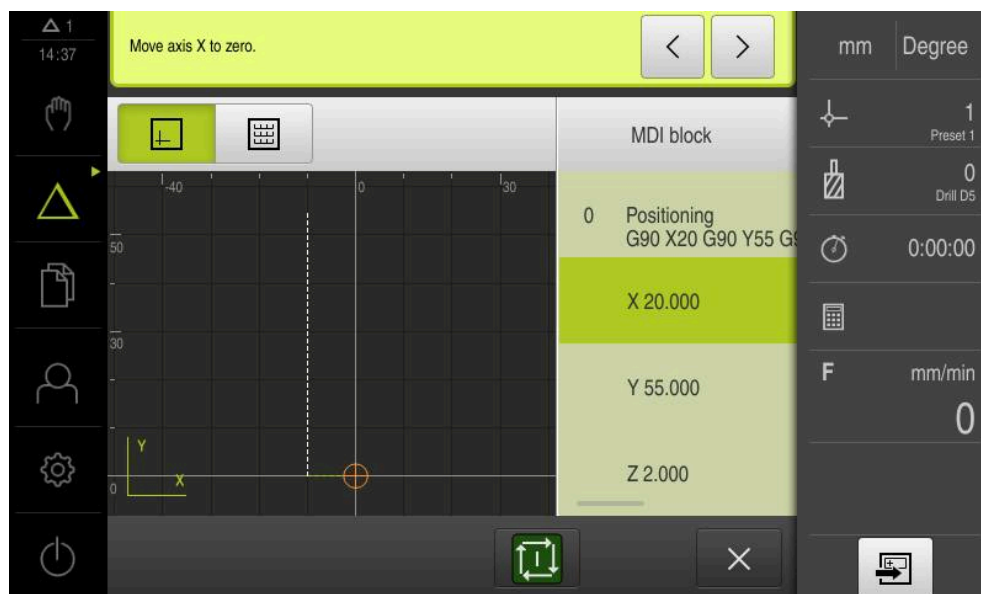 1
14:37
Move axis X to zero.
mm Degree
1
Preset 1
0
Drill D5
0:00:00
F mm/min
0
MDI block
0 Positioning
G90 X20 G90 Y55 G9
X 20.000
Y 55.000
Z 2.000
-40 0 30
50
30
0
Y
X